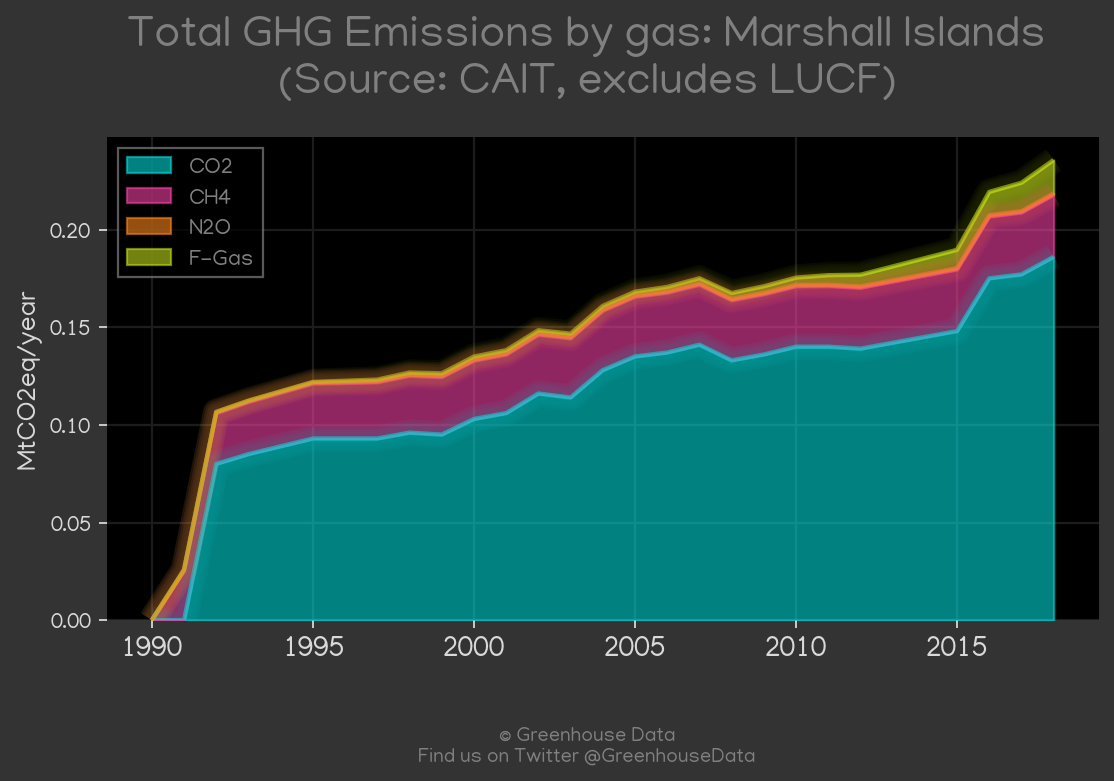 Total GHG Emissions by gas: Marshall Islands
(Source: CAIT, excludes LUCF)
CO2
CH4
N2O
F-Gas
MtCO2eq/year
0.20
0.15
0.10
0.05
0.00
1990 1995 2000 2005 2010 2015
© Greenhouse Data
Find us on Twitter @GreenhouseData